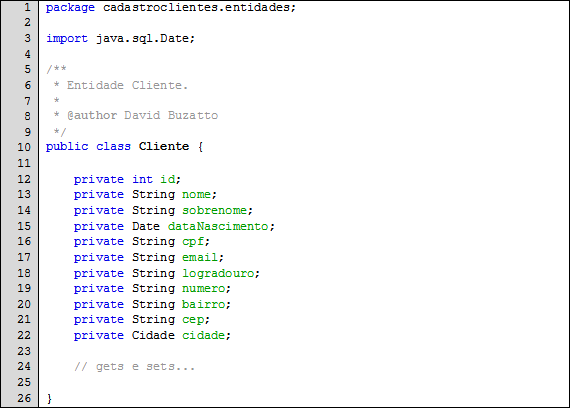 1 package cadastroclientes.entidades;
2
3 import java.sql.Date;
4
5 /**
6  * Entidade Cliente.
7  *
8  * @author David Buzatto
9  */
10 public class Cliente {
11
12     private int id;
13     private String nome;
14     private String sobrenome;
15     private Date dataNascimento;
16     private String cpf;
17     private String email;
18     private String logradouro;
19     private String numero;
20     private String bairro;
21     private String cep;
22     private Cidade cidade;
23
24     // gets e sets...
25
26 }